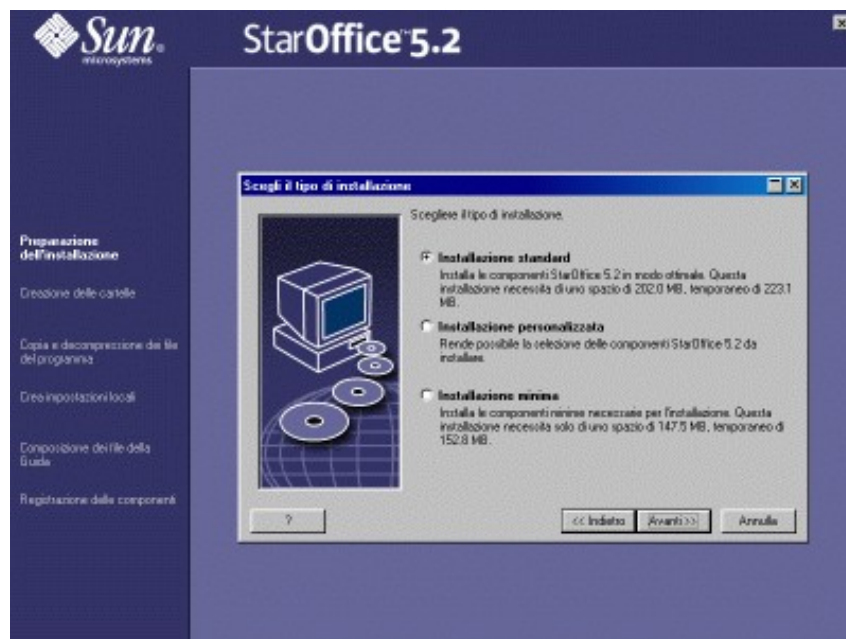 Sun.
microsystems
StarOffice™ 5.2
Scegli il tipo di installazione
Scegliere il tipo di installazione.
Preparazione
dell'installazione
Creazione delle cartelle
Copia e decompressione dei file
del programma
Crea impostazioni locali
Composizione dei file della
Guida
Registrazione delle componenti
Installazione standard
Installa le componenti StarOffice 5.2 in modo ottimale. Questa
installazione necessita di uno spazio di 202.0 MB, temporaneo di 223.1
MB.
Installazione personalizzata
Rende possibile la selezione delle componenti StarOffice 5.2 da
installare.
Installazione minima
Installa le componenti minime necessarie per l'installazione. Questa
installazione necessita solo di uno spazio di 147.5 MB, temporaneo di
152.8 MB.
?
<< Indietro
Avanti >>
Annulla